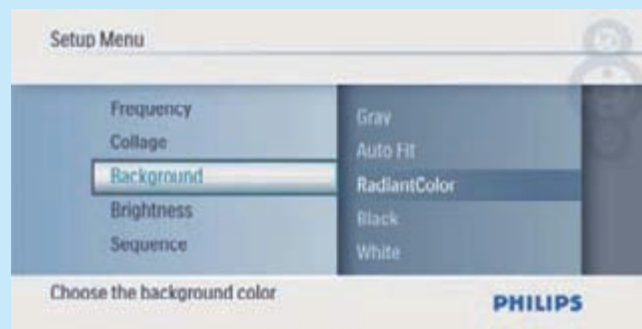 Setup Menu
Frequency
Collage
Background
Brightness
Sequence
Gray
Auto Fit
RadiantColor
Black
White
Choose the background color
PHILIPS